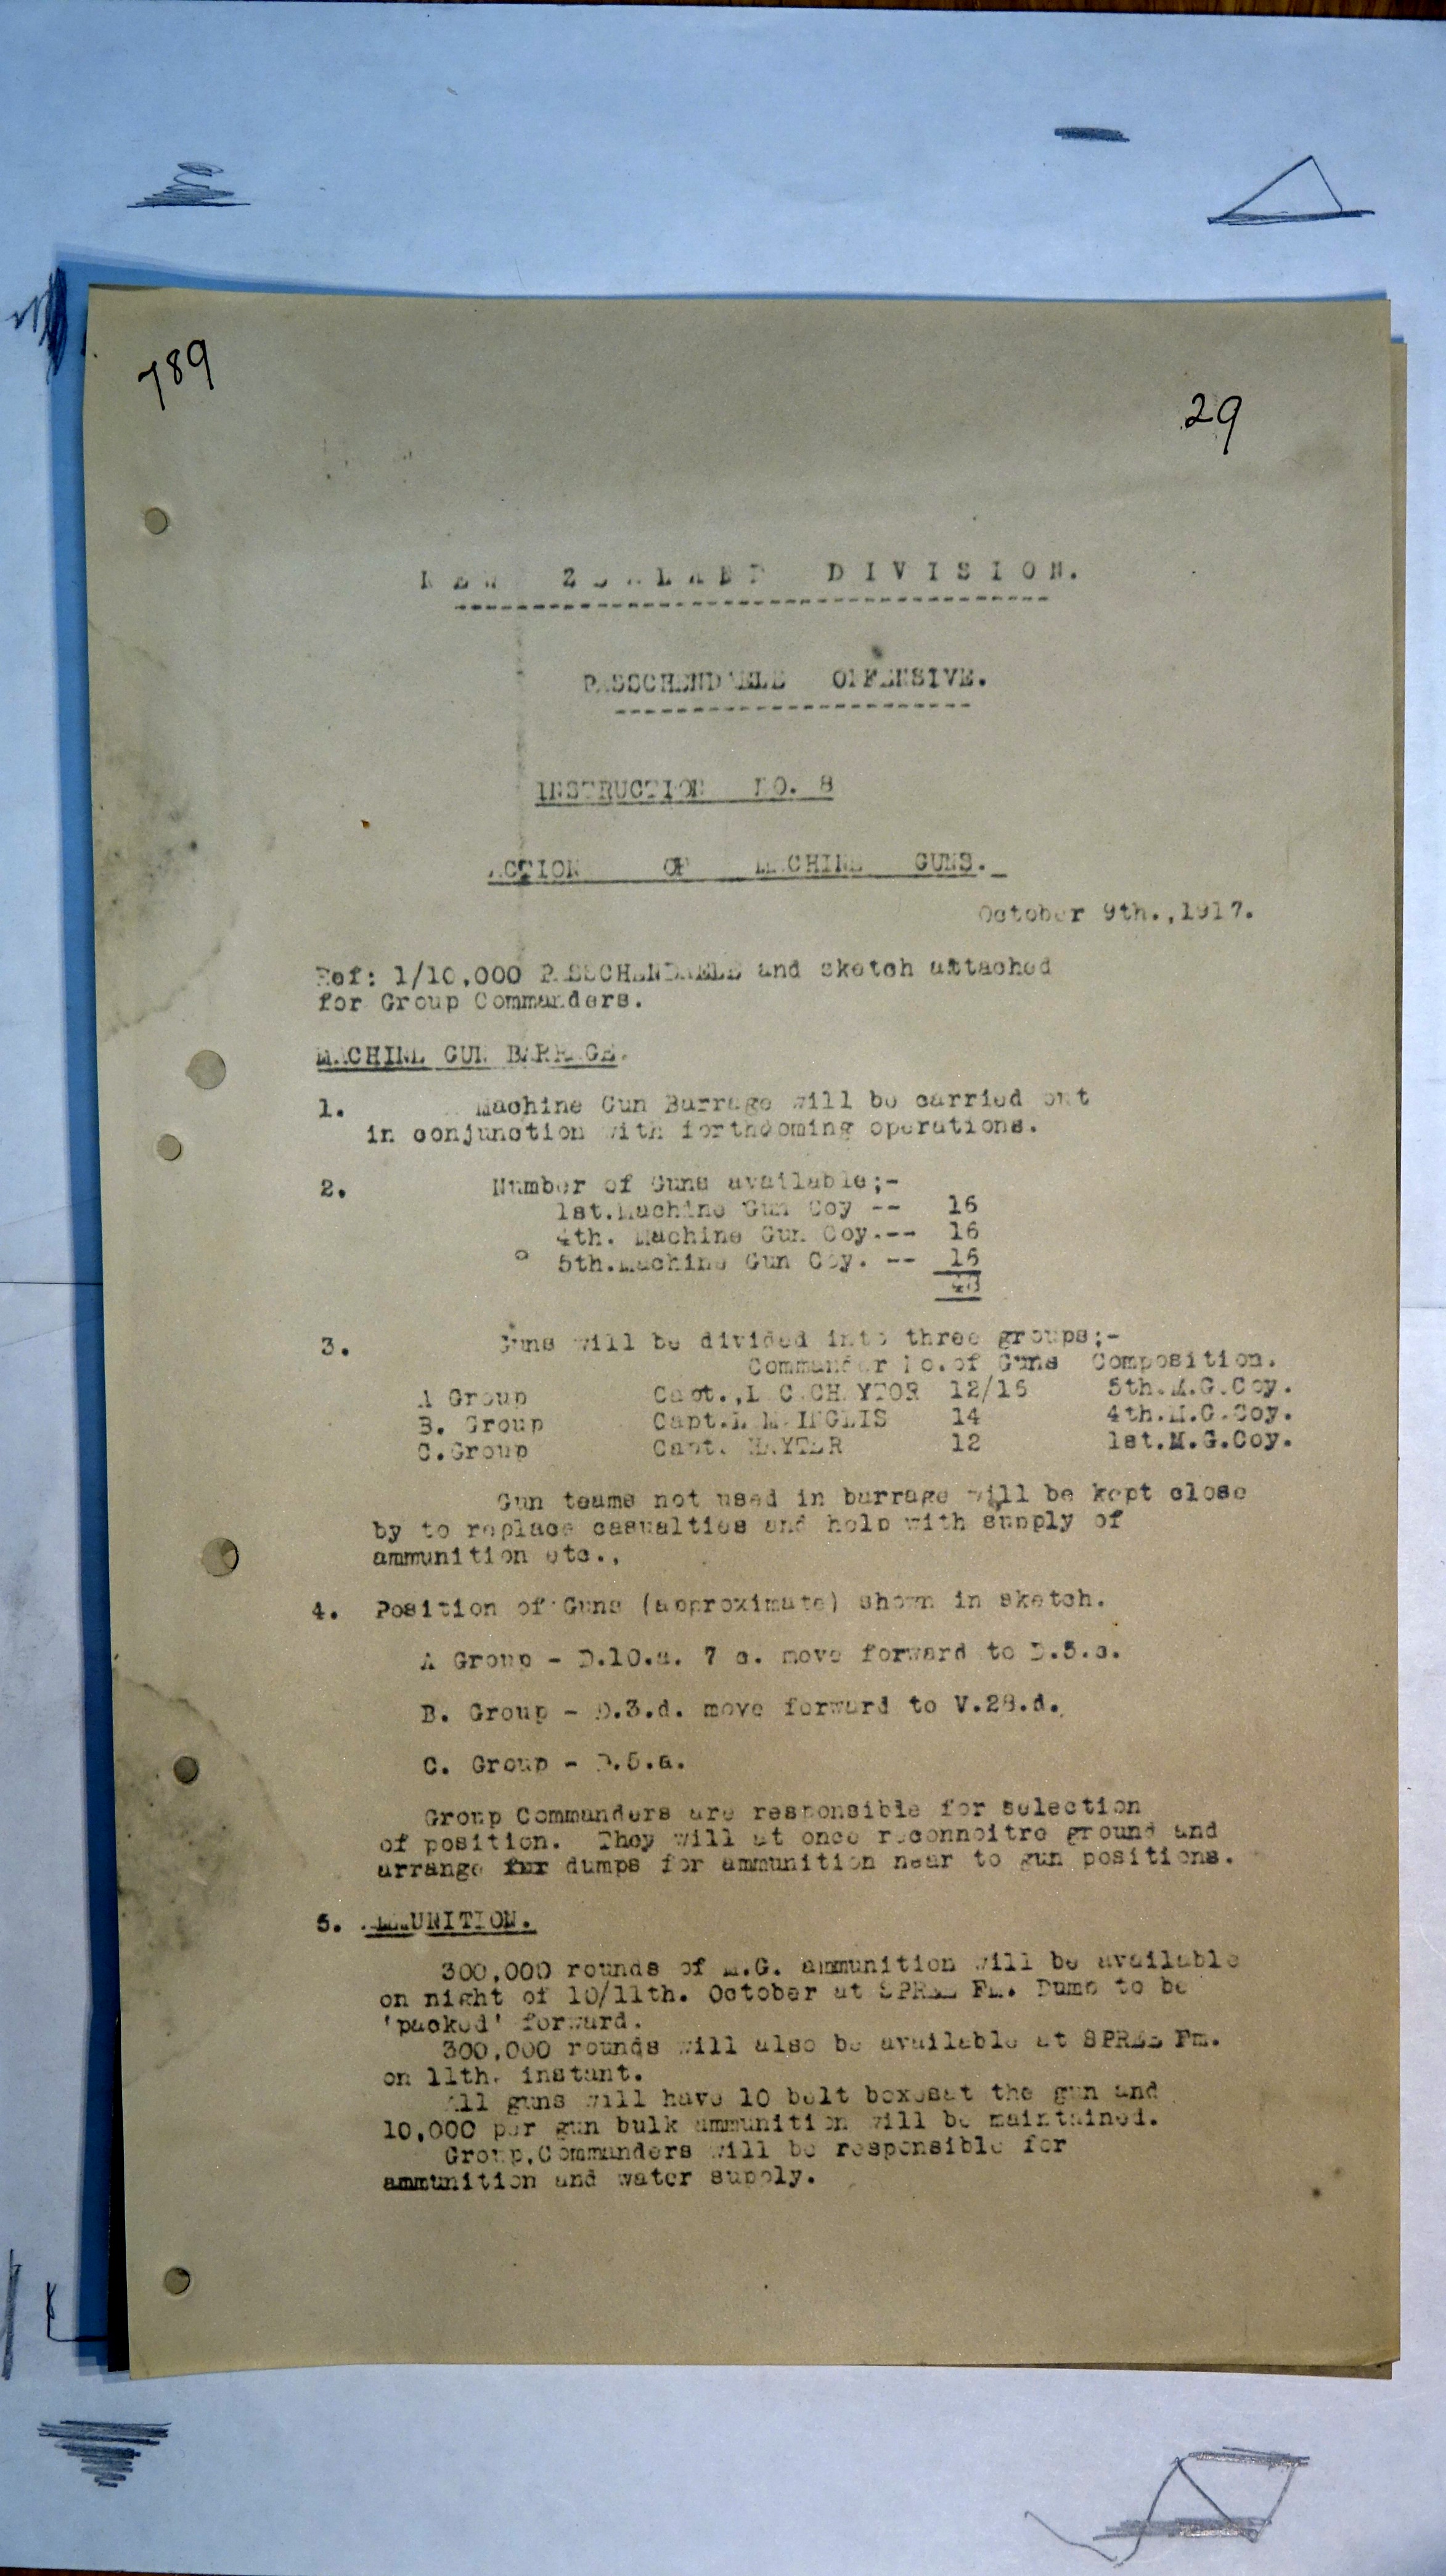 789
29
NEW ZEALAND DIVISION.
PASSCHENDAELE OFFENSIVE.
INSTRUCTION NO. 8
ACTION OF MACHINE GUNS.
October 9th.,1917.
Ref: 1/10,000 PASSCHENDAELE and sketch attached
for Group Commanders.
MACHINE GUN BARRAGE.
1. Machine Gun Barrage will be carried out
in conjunction with forthcoming operations.
2. Number of Guns available;-
1st.Machine Gun Coy -- 16
4th. Machine Gun Coy.-- 16
5th.Machine Gun Coy. -- 16
48
3. Guns will be divided into three groups;-
Commander No.of Guns Composition.
A Group Capt.,L C.CHAYTOR 12/16 5th.M.G.Coy.
B. Group Capt.L M.INGLIS 14 4th.M.G.Coy.
C.Group Capt. HAYTER 12 1st.M.G.Coy.
Gun teams not used in barrage will be kept close
by to replace casualties and help with supply of
ammunition etc.,
4. Position of Guns (approximate) shown in sketch.
A Group - D.10.a. 7 c. move forward to D.5.c.
B. Group - D.3.d. move forward to V.28.d.
C. Group - D.5.a.
Group Commanders are responsible for selection
of position. They will at once reconnoitre ground and
arrange dumps for ammunition near to gun positions.
5. AMMUNITION.
300,000 rounds of M.G. ammunition will be available
on night of 10/11th. October at SPREE FM. Dump to be
'packed' forward.
300,000 rounds will also be available at SPREE Fm.
on 11th. instant.
All guns will have 10 belt boxesat the gun and
10,000 per gun bulk ammunition will be maintained.
Group.Commanders will be responsible for
ammunition and water supply.